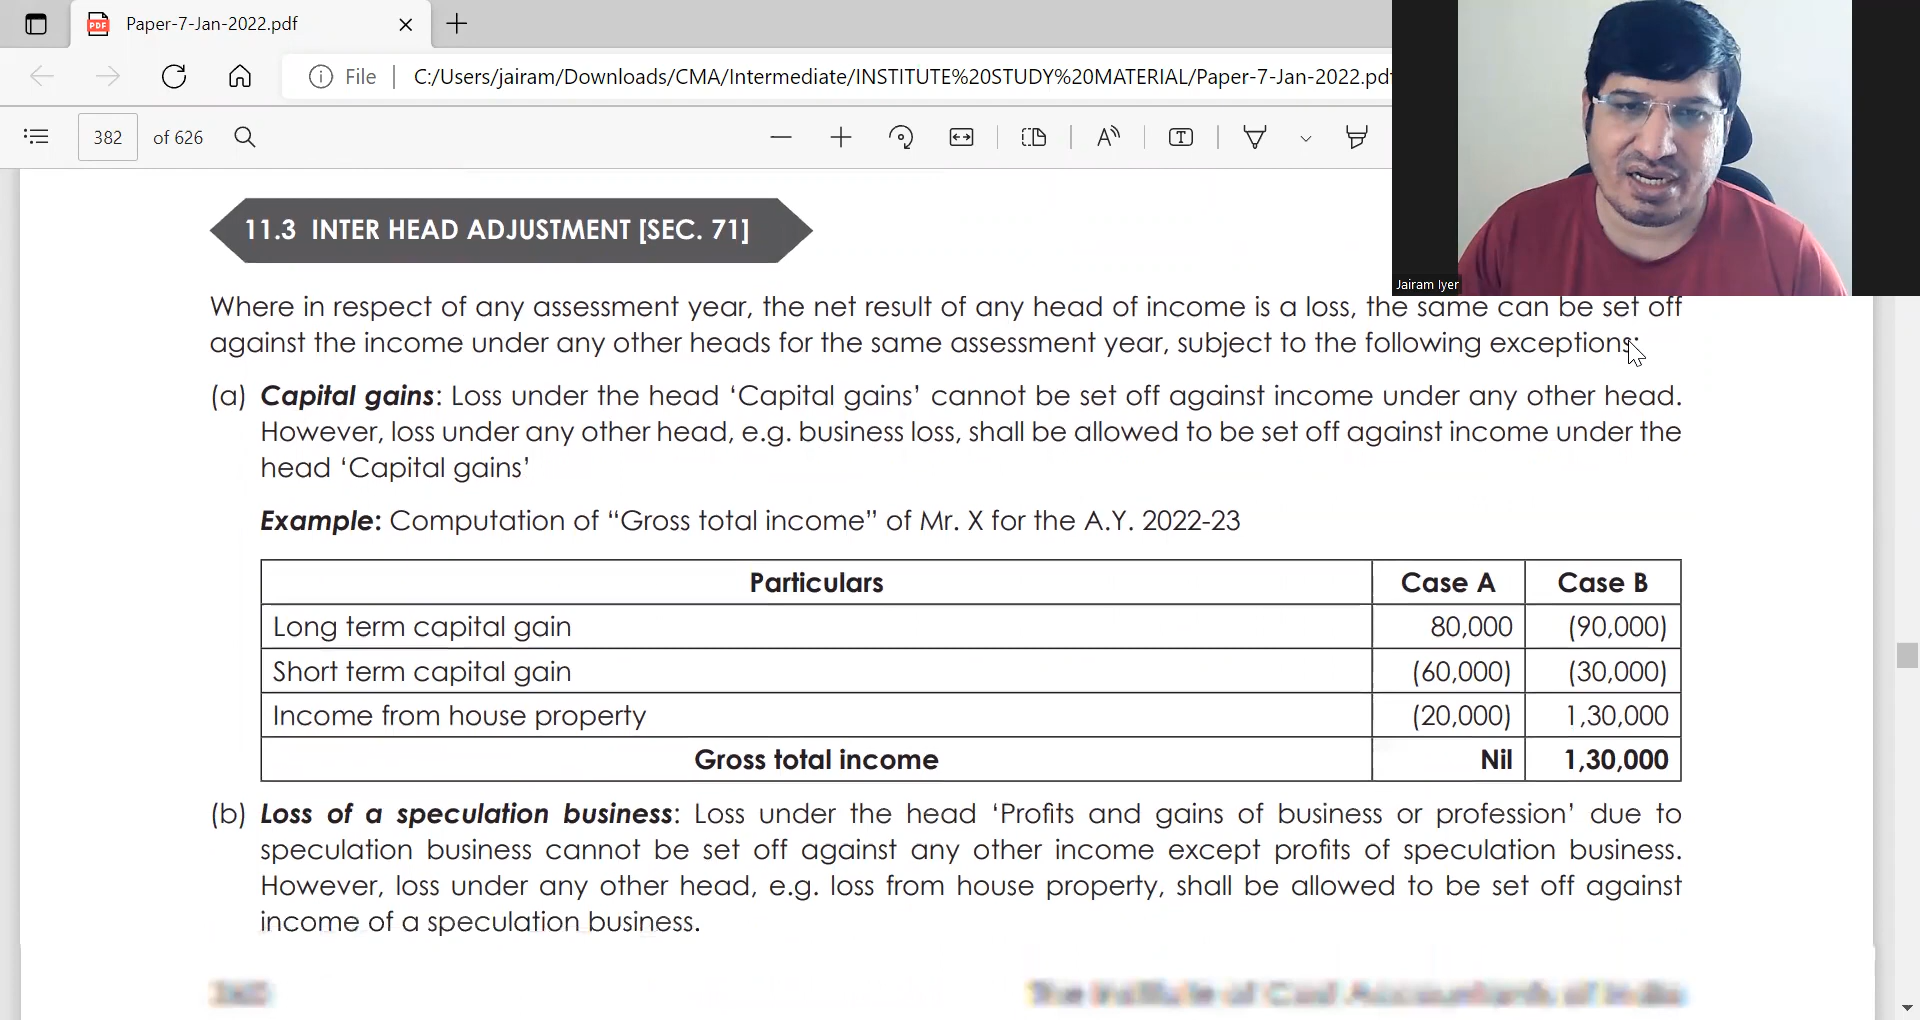 Paper-7-Jan-2022.pdf
File C:/Users/jairam/Downloads/CMA/Intermediate/INSTITUTE%20STUDY%20MATERIAL/Paper-7-Jan-2022.pdf
382 of 626
Jairam Iyer
11.3 INTER HEAD ADJUSTMENT [SEC. 71]
Where in respect of any assessment year, the net result of any head of income is a loss, the same can be set off
against the income under any other heads for the same assessment year, subject to the following exceptions:
(a) Capital gains: Loss under the head ‘Capital gains’ cannot be set off against income under any other head.
However, loss under any other head, e.g. business loss, shall be allowed to be set off against income under the
head ‘Capital gains’
Example: Computation of “Gross total income” of Mr. X for the A.Y. 2022-23
Particulars Case A Case B
Long term capital gain 80,000 (90,000)
Short term capital gain (60,000) (30,000)
Income from house property (20,000) 1,30,000
Gross total income Nil 1,30,000
(b) Loss of a speculation business: Loss under the head ‘Profits and gains of business or profession’ due to
speculation business cannot be set off against any other income except profits of speculation business.
However, loss under any other head, e.g. loss from house property, shall be allowed to be set off against
income of a speculation business.
The Institute of Cost Accountants of India